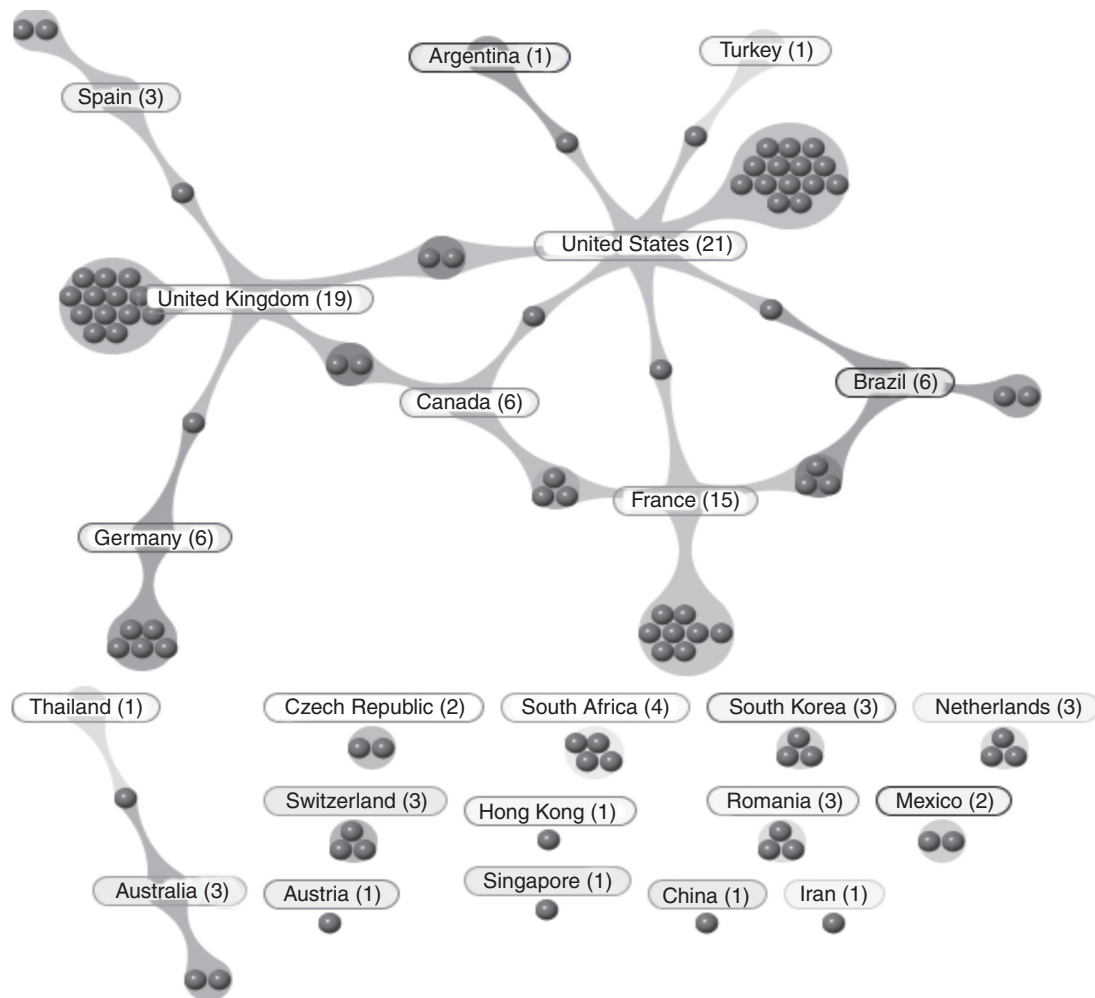 Argentina (1)
Turkey (1)
Spain (3)
United States (21)
United Kingdom (19)
Brazil (6)
Canada (6)
France (15)
Germany (6)
Thailand (1)
Czech Republic (2)
South Africa (4)
South Korea (3)
Netherlands (3)
Switzerland (3)
Hong Kong (1)
Romania (3)
Mexico (2)
Australia (3)
Austria (1)
Singapore (1)
China (1)
Iran (1)